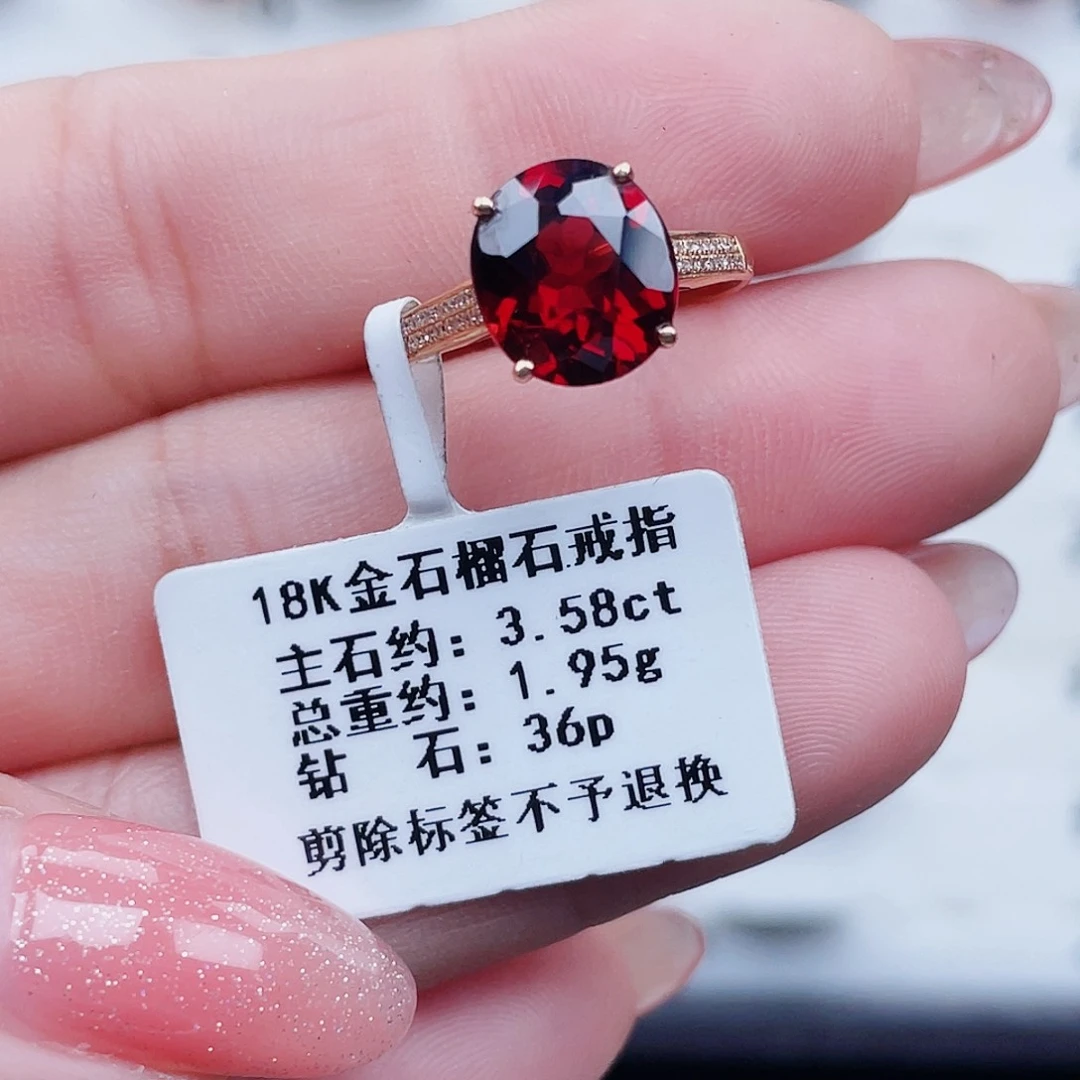 18K金石榴石戒指
主石约: 3.58ct
总重约: 1.95g
钻 石: 36p
剪除标签不予退换